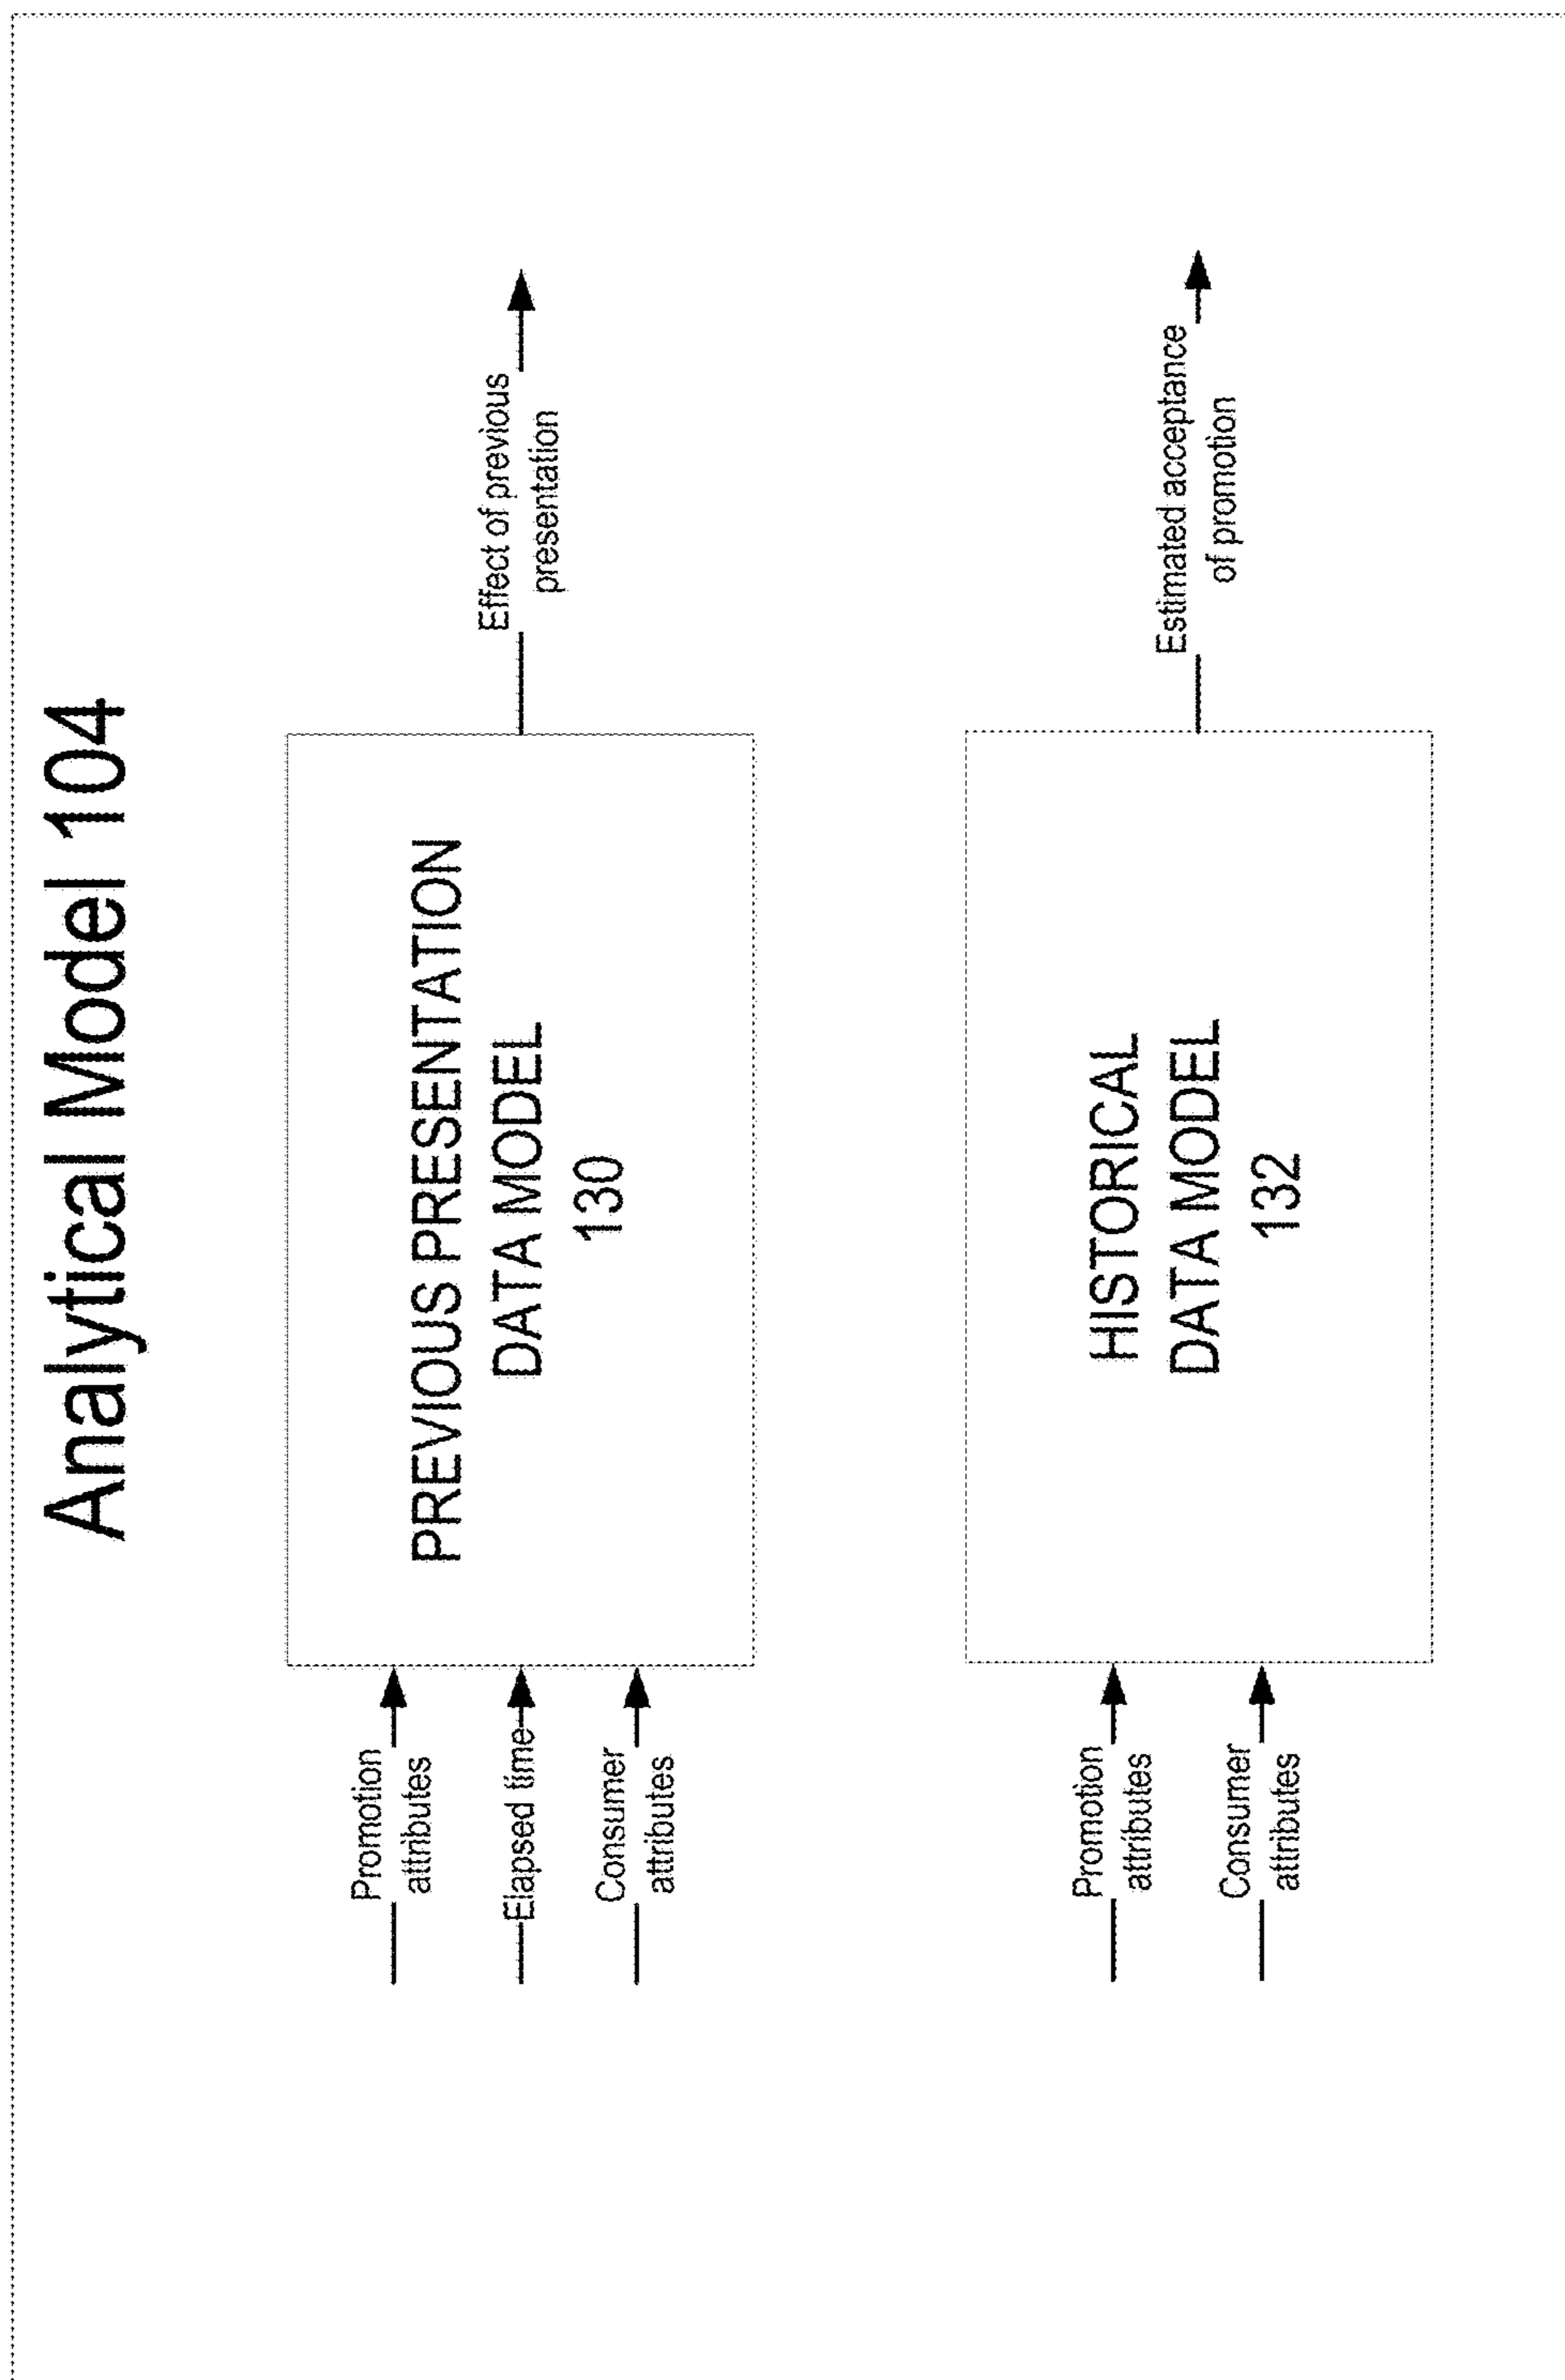 Analytical Model 104
Promotion
attributes
Elapsed time
Consumer
attributes
PREVIOUS PRESENTATION
DATA MODEL
130
Effect of previous
presentation
Promotion
attributes
Consumer
attributes
HISTORICAL
DATA MODEL
132
Estimated acceptance
of promotion